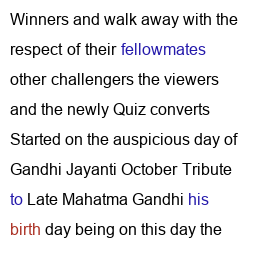 Winners and walk away with the
respect of their fellowmates
other challengers the viewers
and the newly Quiz converts
Started on the auspicious day of
Gandhi Jayanti October Tribute
to Late Mahatma Gandhi his
birth day being on this day the